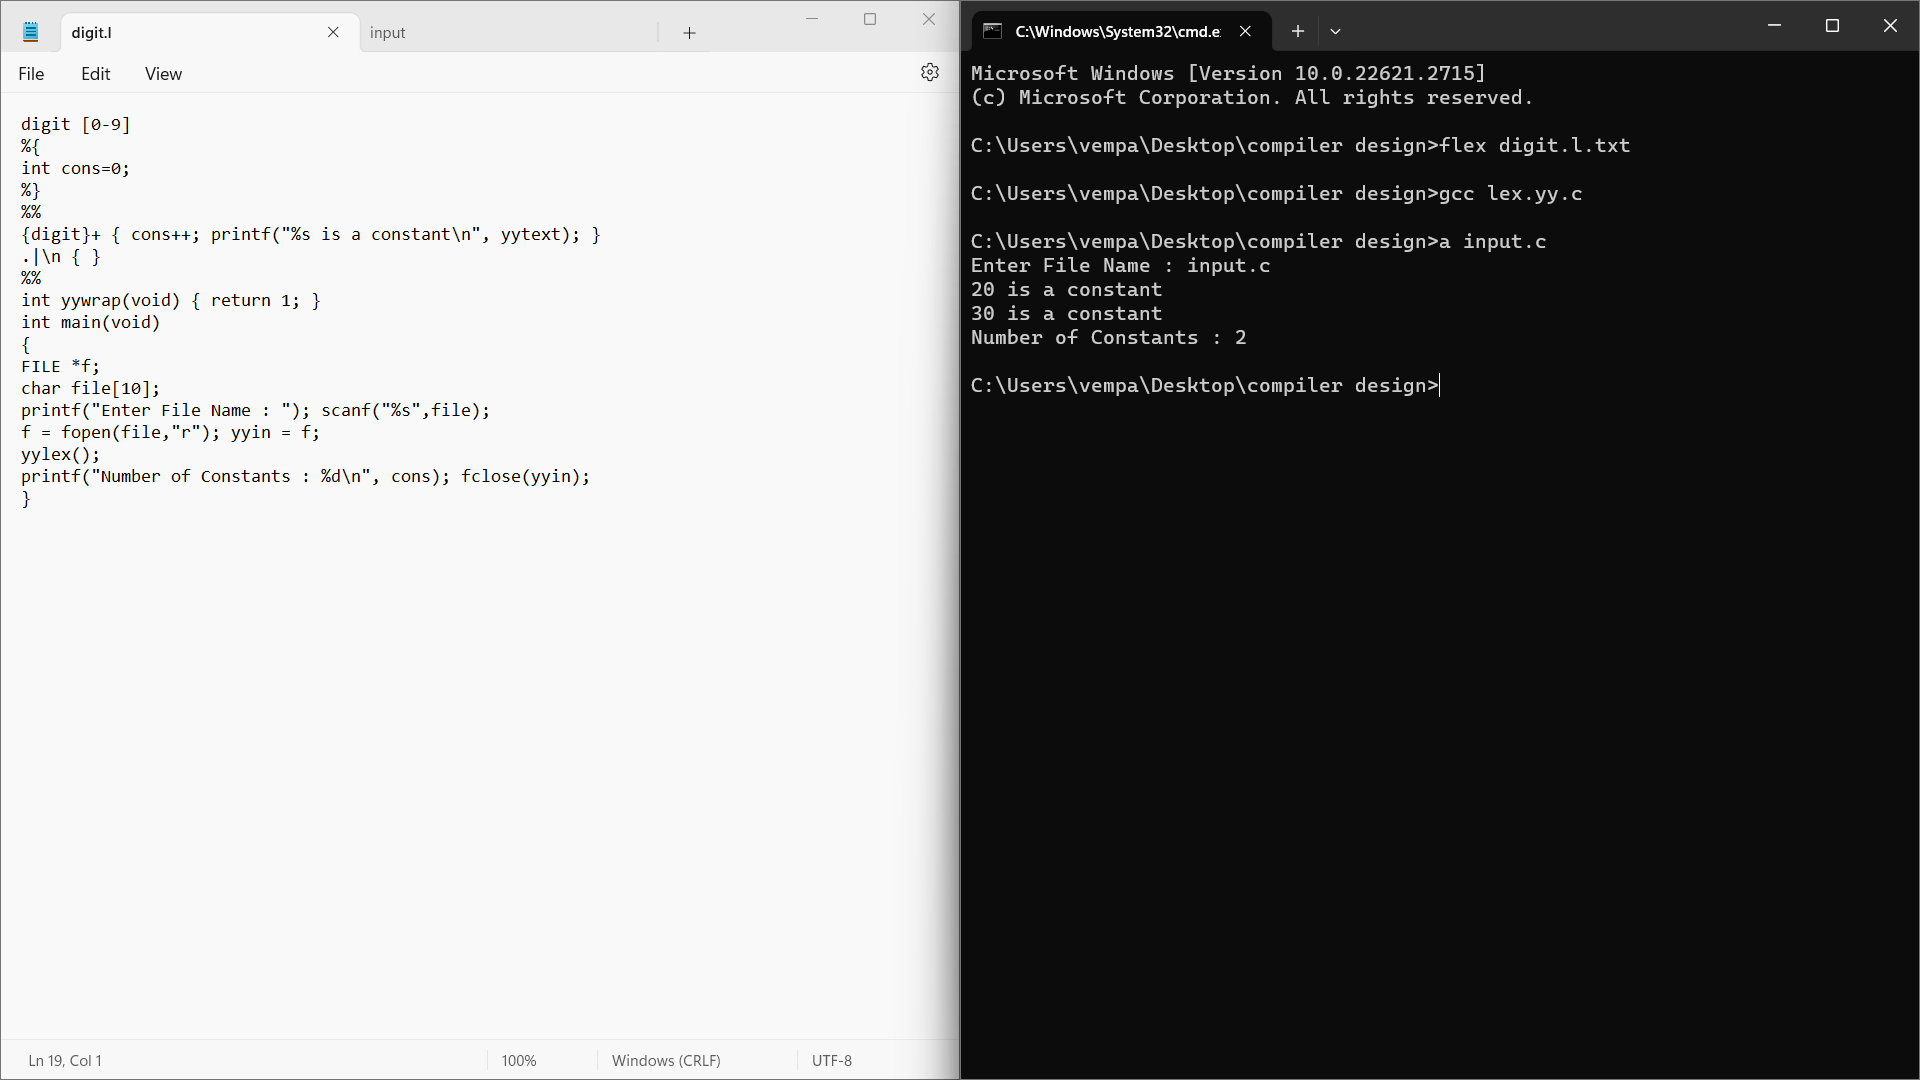 digit.l
input
File Edit View
digit [0-9]
%{
int cons=0;
%}
%%
{digit}+ { cons++; printf("%s is a constant\n", yytext); }
.|\n { }
%%
int yywrap(void) { return 1; }
int main(void)
{
FILE *f;
char file[10];
printf("Enter File Name : "); scanf("%s",file);
f = fopen(file,"r"); yyin = f;
yylex();
printf("Number of Constants : %d\n", cons); fclose(yyin);
}
Ln 19, Col 1
100%
Windows (CRLF)
UTF-8
C:\Windows\System32\cmd.e
Microsoft Windows [Version 10.0.22621.2715]
(c) Microsoft Corporation. All rights reserved.
C:\Users\vempa\Desktop\compiler design>flex digit.l.txt
C:\Users\vempa\Desktop\compiler design>gcc lex.yy.c
C:\Users\vempa\Desktop\compiler design>a input.c
Enter File Name : input.c
20 is a constant
30 is a constant
Number of Constants : 2
C:\Users\vempa\Desktop\compiler design>